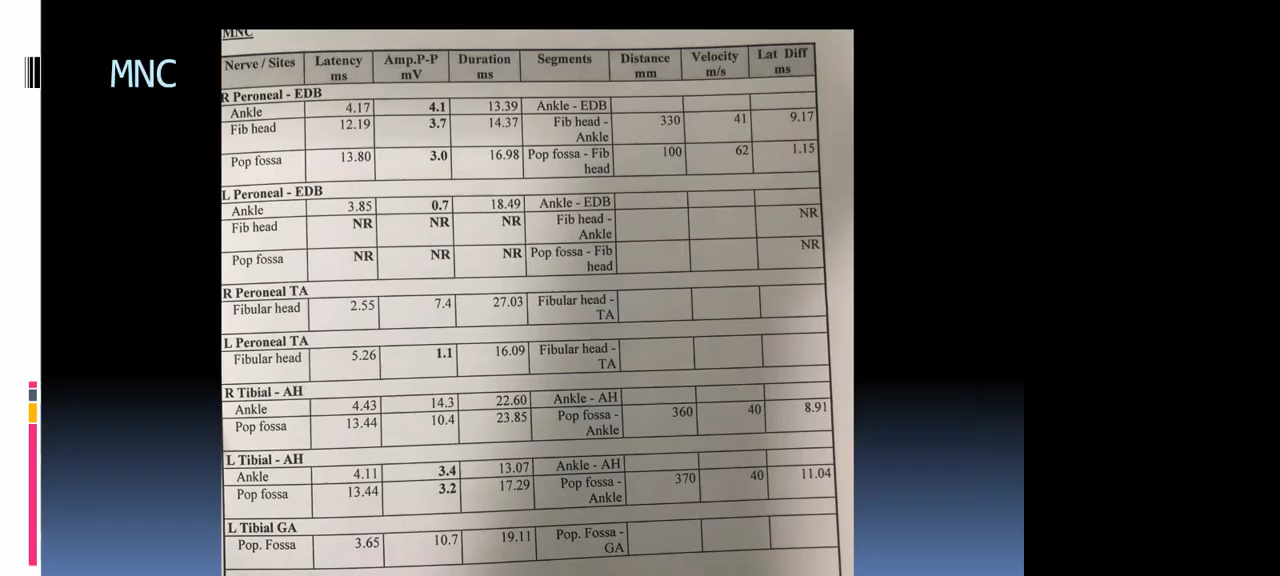 MNC
MNC
Nerve / Sites Latency ms Amp.P-P mV Duration ms Segments Distance mm Velocity m/s Lat Diff ms
R Peroneal - EDB
Ankle 4.17 4.1 13.39 Ankle - EDB
Fib head 12.19 3.7 14.37 Fib head - Ankle 330 41 9.17
Pop fossa 13.80 3.0 16.98 Pop fossa - Fib head 100 62 1.15
L Peroneal - EDB
Ankle 3.85 0.7 18.49 Ankle - EDB
Fib head NR NR NR Fib head - Ankle NR
Pop fossa NR NR NR Pop fossa - Fib head NR
R Peroneal TA
Fibular head 2.55 7.4 27.03 Fibular head - TA
L Peroneal TA
Fibular head 5.26 1.1 16.09 Fibular head - TA
R Tibial - AH
Ankle 4.43 14.3 22.60 Ankle - AH
Pop fossa 13.44 10.4 23.85 Pop fossa - Ankle 360 40 8.91
L Tibial - AH
Ankle 4.11 3.4 13.07 Ankle - AH
Pop fossa 13.44 3.2 17.29 Pop fossa - Ankle 370 40 11.04
L Tibial GA
Pop. Fossa 3.65 10.7 19.11 Pop. Fossa - GA